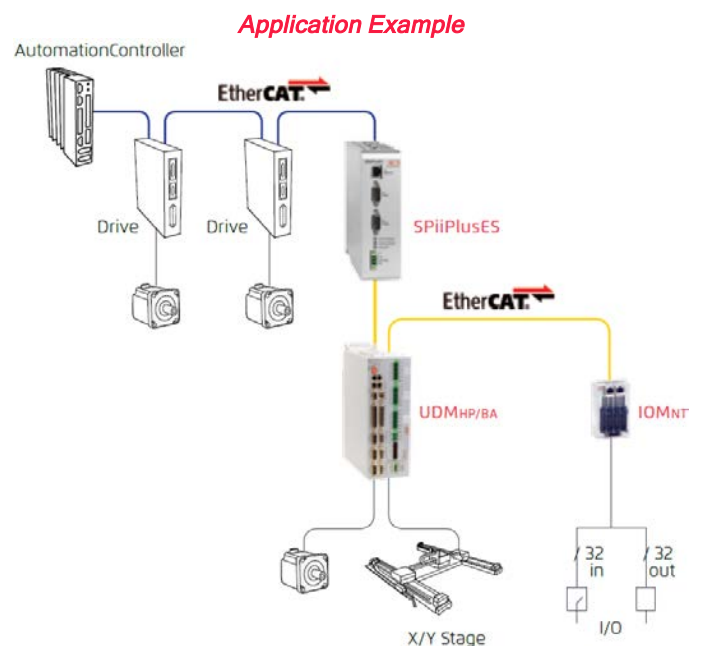 Application Example
AutomationController
EtherCAT
Drive
Drive
SPiiPlusES
EtherCAT
UDMHP/BA
IOMNT
/ 32
in
/ 32
out
I/O
X/Y Stage